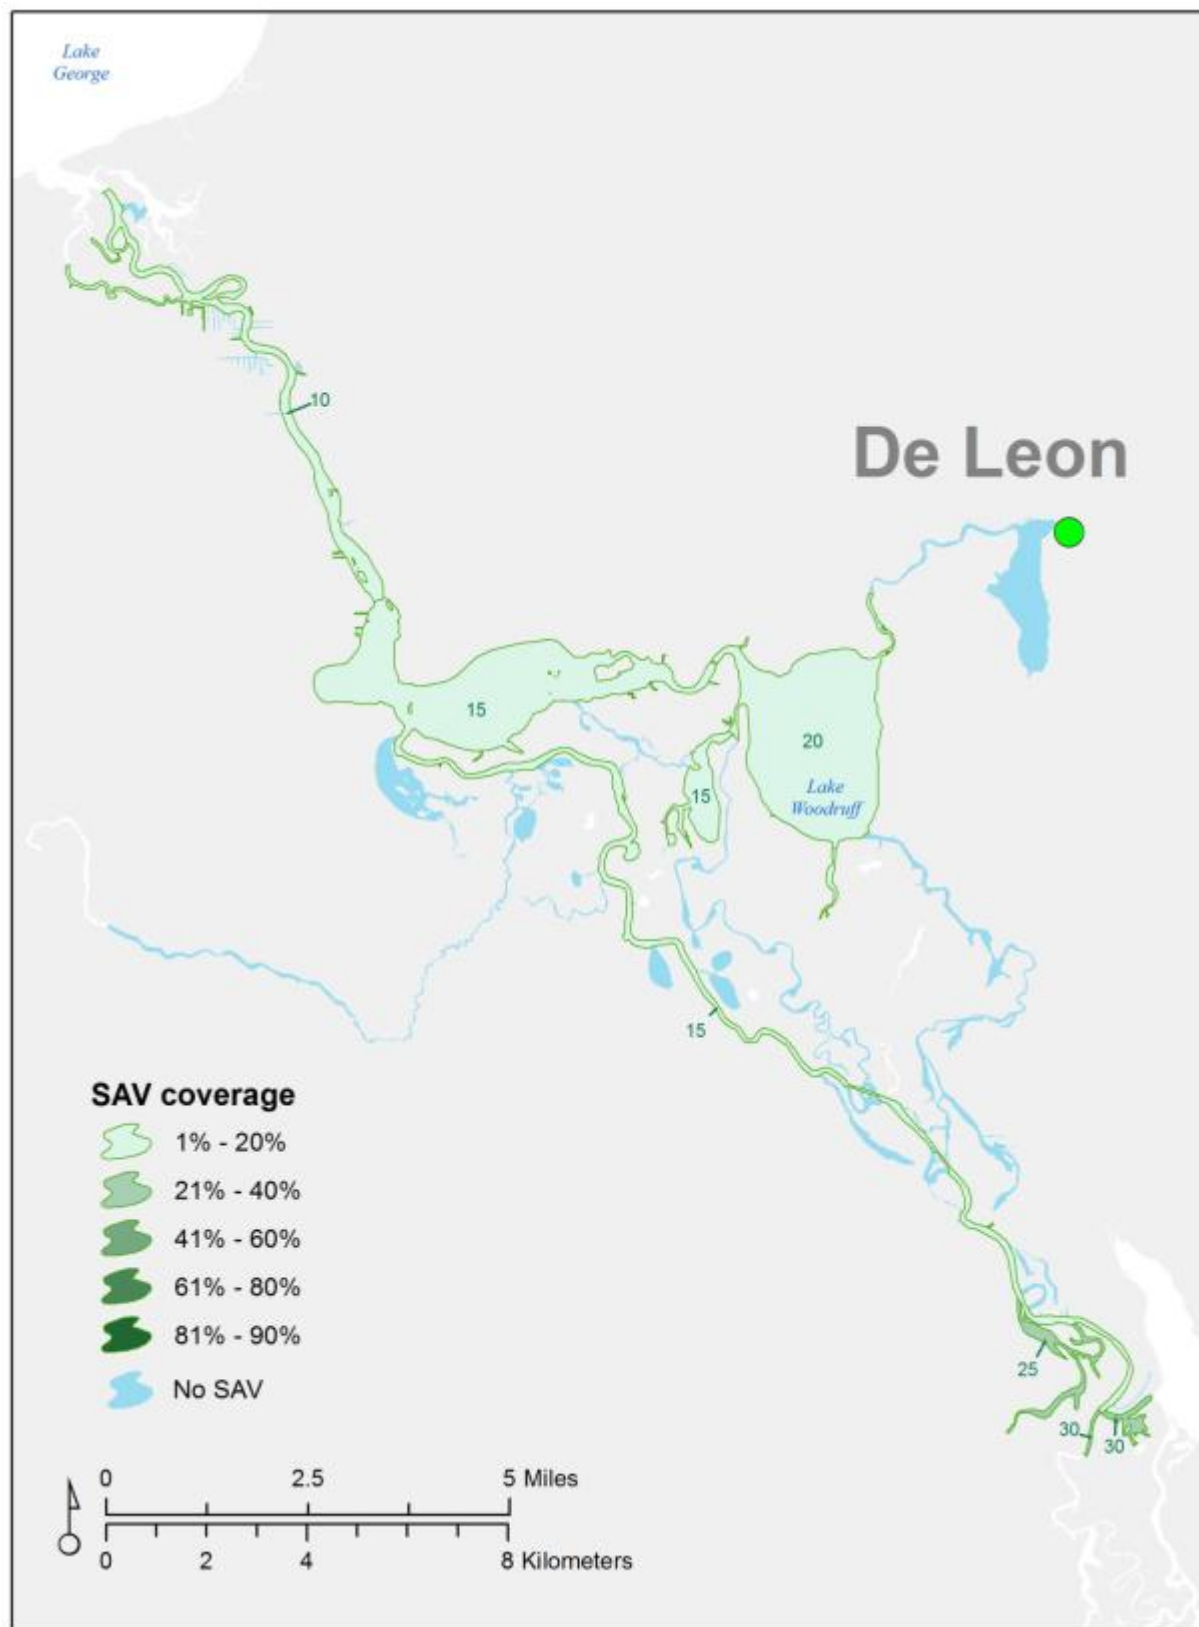 Lake
George
10
De Leon
15
20
15
Lake
Woodruff
15
SAV coverage
1% - 20%
21% - 40%
41% - 60%
61% - 80%
81% - 90%
No SAV
25
30
30
0 2.5 5 Miles
0 2 4 8 Kilometers